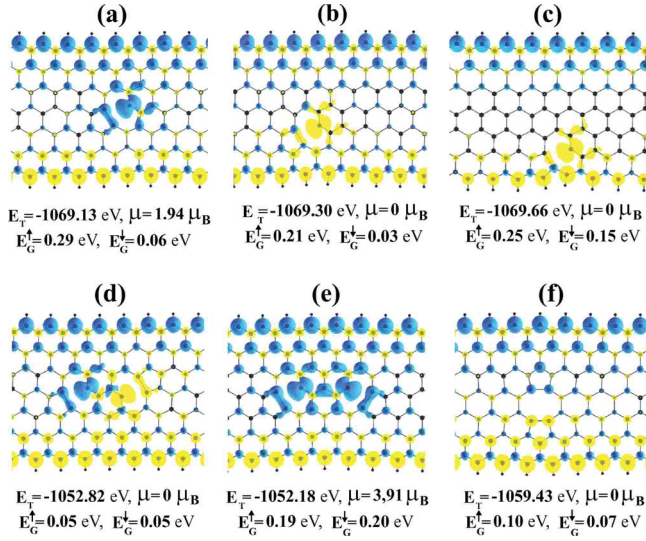 (a) (b) (c)
E_T=-1069.13 eV, μ=1.94 μ_B E_T=-1069.30 eV, μ=0 μ_B E_T=-1069.66 eV, μ=0 μ_B
E_G^↑=0.29 eV, E_G^↓=0.06 eV E_G^↑=0.21 eV, E_G^↓=0.03 eV E_G^↑=0.25 eV, E_G^↓=0.15 eV
(d) (e) (f)
E_T=-1052.82 eV, μ=0 μ_B E_T=-1052.18 eV, μ=3,91 μ_B E_T=-1059.43 eV, μ=0 μ_B
E_G^↑=0.05 eV, E_G^↓=0.05 eV E_G^↑=0.19 eV, E_G^↓=0.20 eV E_G^↑=0.10 eV, E_G^↓=0.07 eV